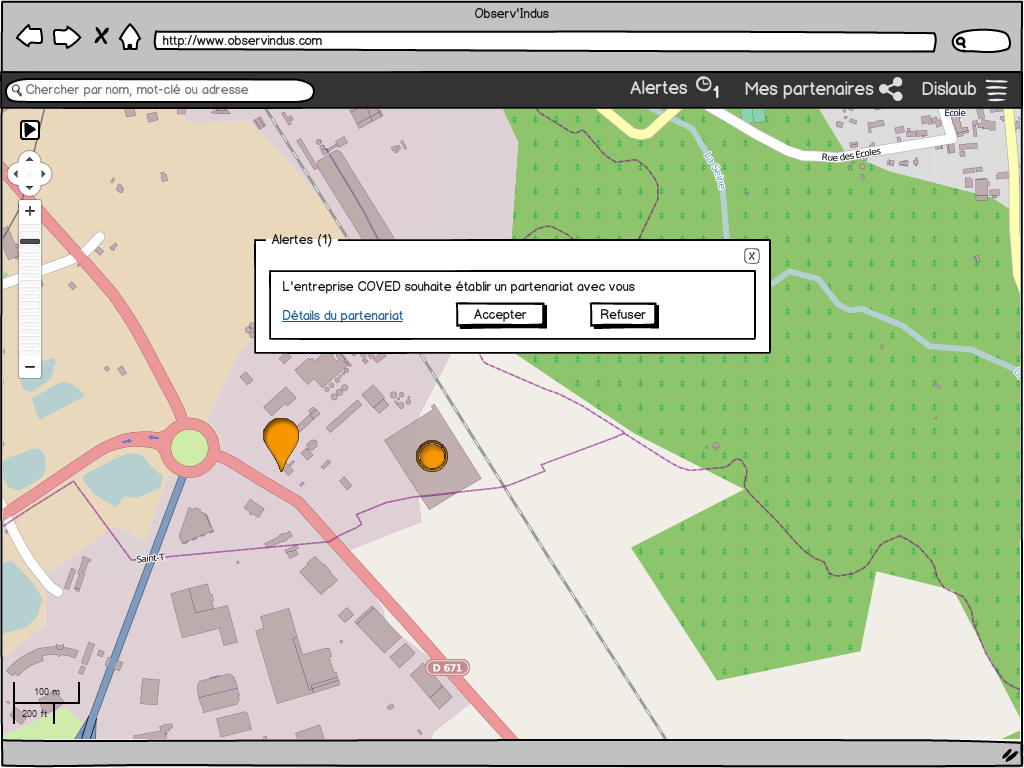 Observ'Indus
http://www.observindus.com
Chercher par nom, mot-clé ou adresse
Alertes 1
Mes partenaires
Dislaub
École
Rue des Écoles
La Seine
Alertes (1)
X
L'entreprise COVED souhaite établir un partenariat avec vous
Détails du partenariat
Accepter
Refuser
Saint-T
D 671
100 m
200 ft